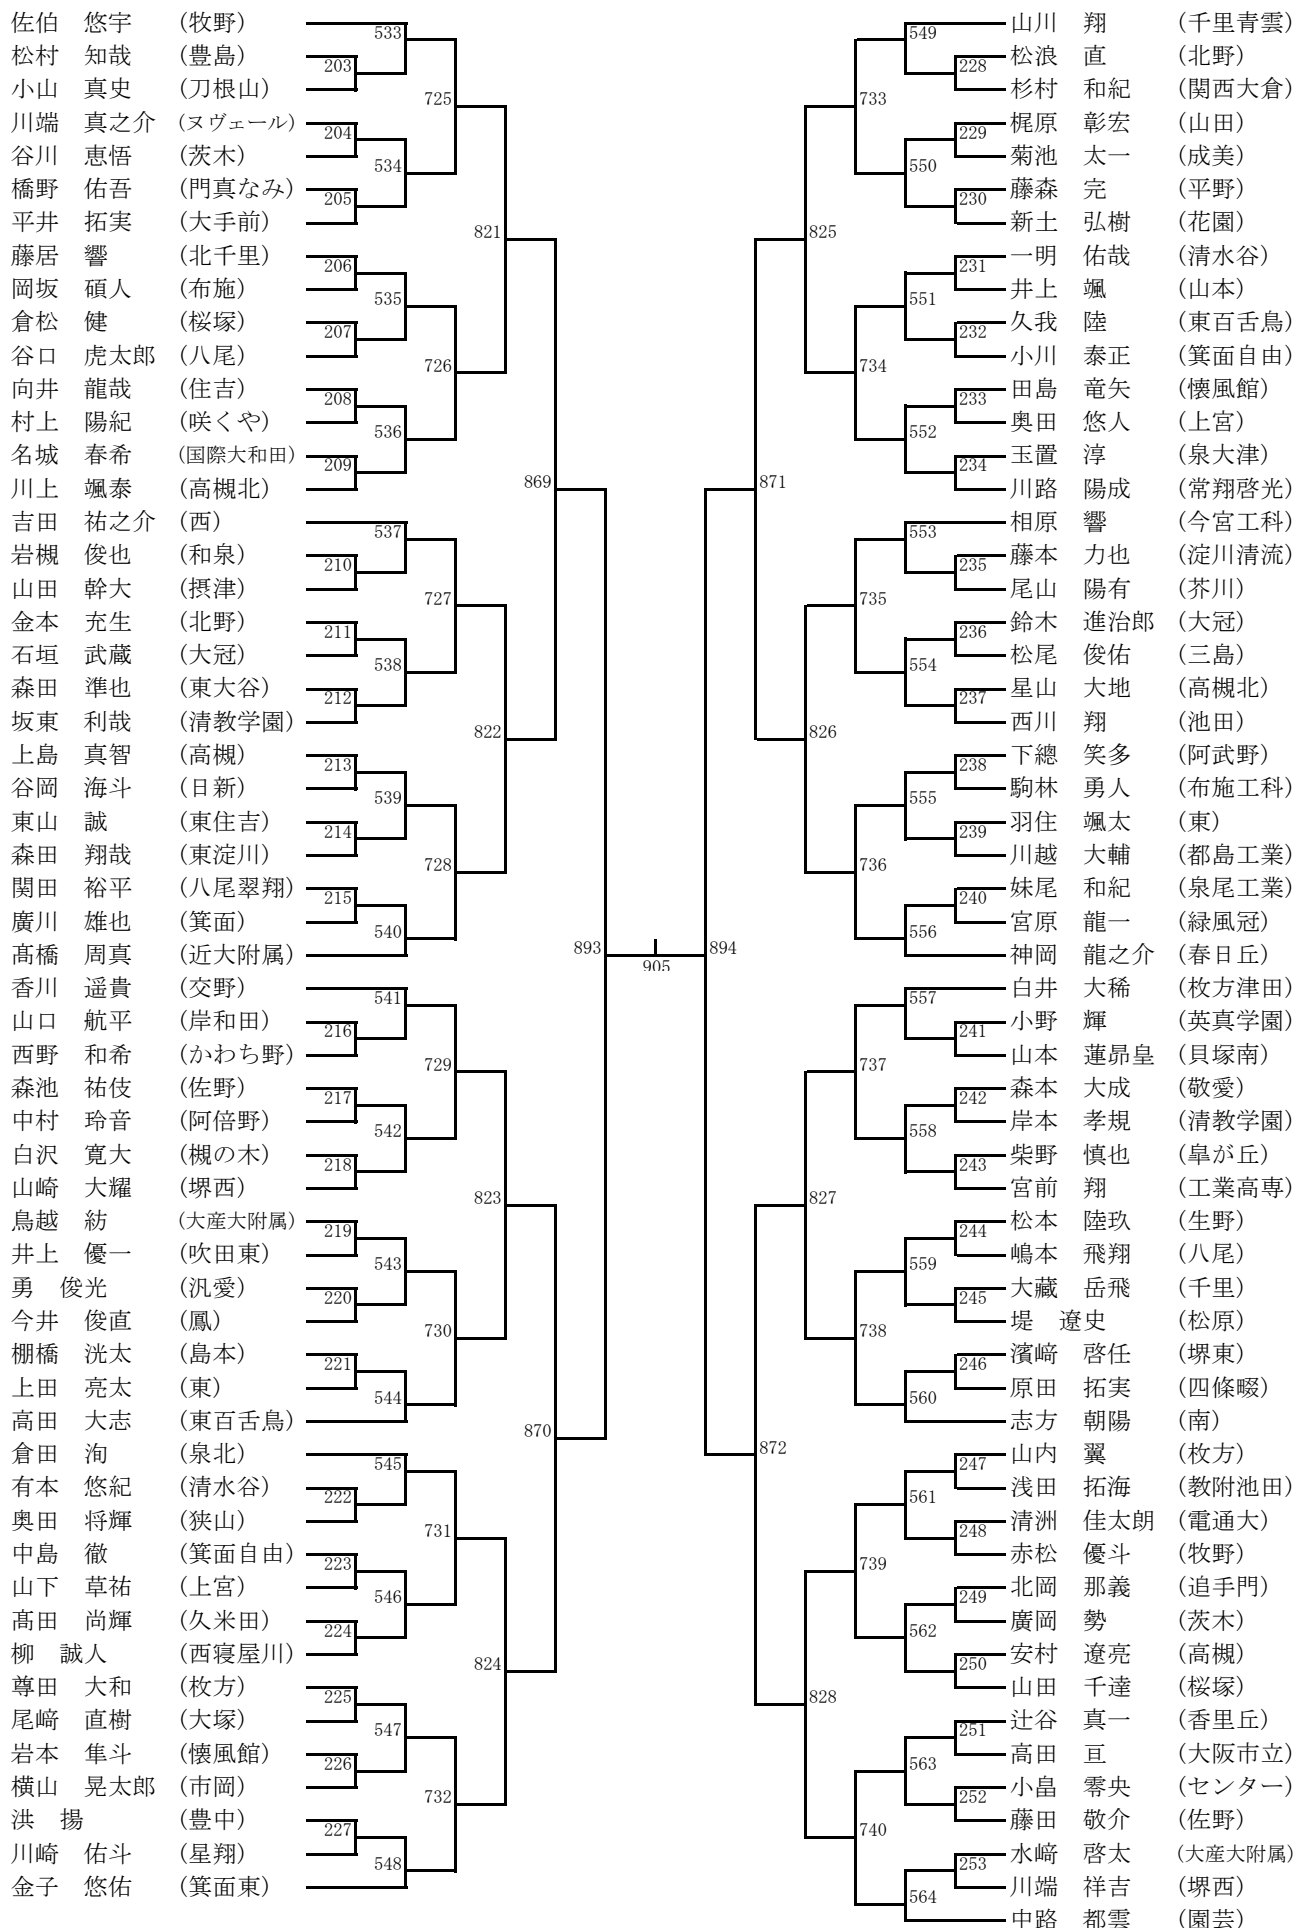 佐伯　悠宇　(牧野)
松村　知哉　(豊島)
小山　真史　(刀根山)
川端　真之介　(ヌヴェール)
谷川　恵悟　(茨木)
橋野　佑吾　(門真なみ)
平井　拓実　(大手前)
藤居　響　(北千里)
岡坂　碩人　(布施)
倉松　健　(桜塚)
谷口　虎太郎　(八尾)
向井　龍哉　(住吉)
村上　陽紀　(咲くや)
名城　春希　(国際大和田)
川上　颯泰　(高槻北)
吉田　祐之介　(西)
岩槻　俊也　(和泉)
山田　幹大　(摂津)
金本　充生　(北野)
石垣　武蔵　(大冠)
森田　準也　(東大谷)
坂東　利哉　(清教学園)
上島　真智　(高槻)
谷岡　海斗　(日新)
東山　誠　(東住吉)
森田　翔哉　(東淀川)
関田　裕平　(八尾翠翔)
廣川　雄也　(箕面)
髙橋　周真　(近大附属)
香川　遥貴　(交野)
山口　航平　(岸和田)
西野　和希　(かわち野)
森池　祐伎　(佐野)
中村　玲音　(阿倍野)
白沢　寛大　(槻の木)
山崎　大耀　(堺西)
鳥越　紡　(大産大附属)
井上　優一　(吹田東)
勇　俊光　(汎愛)
今井　俊直　(鳳)
棚橋　洸太　(島本)
上田　亮太　(東)
高田　大志　(東百舌鳥)
倉田　洵　(泉北)
有本　悠紀　(清水谷)
奥田　将輝　(狭山)
中島　徹　(箕面自由)
山下　草祐　(上宮)
髙田　尚輝　(久米田)
柳　誠人　(西寝屋川)
尊田　大和　(枚方)
尾﨑　直樹　(大塚)
岩本　隼斗　(懐風館)
横山　晃太郎　(市岡)
洪　揚　(豊中)
川崎　佑斗　(星翔)
金子　悠佑　(箕面東)
533
203
204
534
205
206
535
207
208
536
209
537
210
211
538
212
213
539
214
215
540
541
216
217
542
218
219
543
220
221
544
545
222
223
546
224
225
547
226
227
548
725
726
727
728
729
730
731
732
821
822
823
824
869
870
893
905
894
871
872
825
826
827
828
733
734
735
736
737
738
739
740
549
228
229
550
230
231
551
232
233
552
234
553
235
236
554
237
238
555
239
240
556
557
241
242
558
243
244
559
245
246
560
247
561
248
249
562
250
251
563
252
253
564
山川　翔　(千里青雲)
松浪　直　(北野)
杉村　和紀　(関西大倉)
梶原　彰宏　(山田)
菊池　太一　(成美)
藤森　完　(平野)
新土　弘樹　(花園)
一明　佑哉　(清水谷)
井上　颯　(山本)
久我　陸　(東百舌鳥)
小川　泰正　(箕面自由)
田島　竜矢　(懐風館)
奥田　悠人　(上宮)
玉置　淳　(泉大津)
川路　陽成　(常翔啓光)
相原　響　(今宮工科)
藤本　力也　(淀川清流)
尾山　陽有　(芥川)
鈴木　進治郎　(大冠)
松尾　俊佑　(三島)
星山　大地　(高槻北)
西川　翔　(池田)
下總　笑多　(阿武野)
駒林　勇人　(布施工科)
羽住　颯太　(東)
川越　大輔　(都島工業)
妹尾　和紀　(泉尾工業)
宮原　龍一　(緑風冠)
神岡　龍之介　(春日丘)
白井　大稀　(枚方津田)
小野　輝　(英真学園)
山本　蓮昴皇　(貝塚南)
森本　大成　(敬愛)
岸本　孝規　(清教学園)
柴野　慎也　(皐が丘)
宮前　翔　(工業高専)
松本　陸玖　(生野)
嶋本　飛翔　(八尾)
大藏　岳飛　(千里)
堤　遼史　(松原)
濱﨑　啓任　(堺東)
原田　拓実　(四條畷)
志方　朝陽　(南)
山内　翼　(枚方)
浅田　拓海　(教附池田)
清洲　佳太朗　(電通大)
赤松　優斗　(牧野)
北岡　那義　(追手門)
廣岡　勢　(茨木)
安村　遼亮　(高槻)
山田　千達　(桜塚)
辻谷　真一　(香里丘)
高田　亘　(大阪市立)
小畠　零央　(センター)
藤田　敬介　(佐野)
水﨑　啓太　(大産大附属)
川端　祥吉　(堺西)
中路　都雲　(園芸)